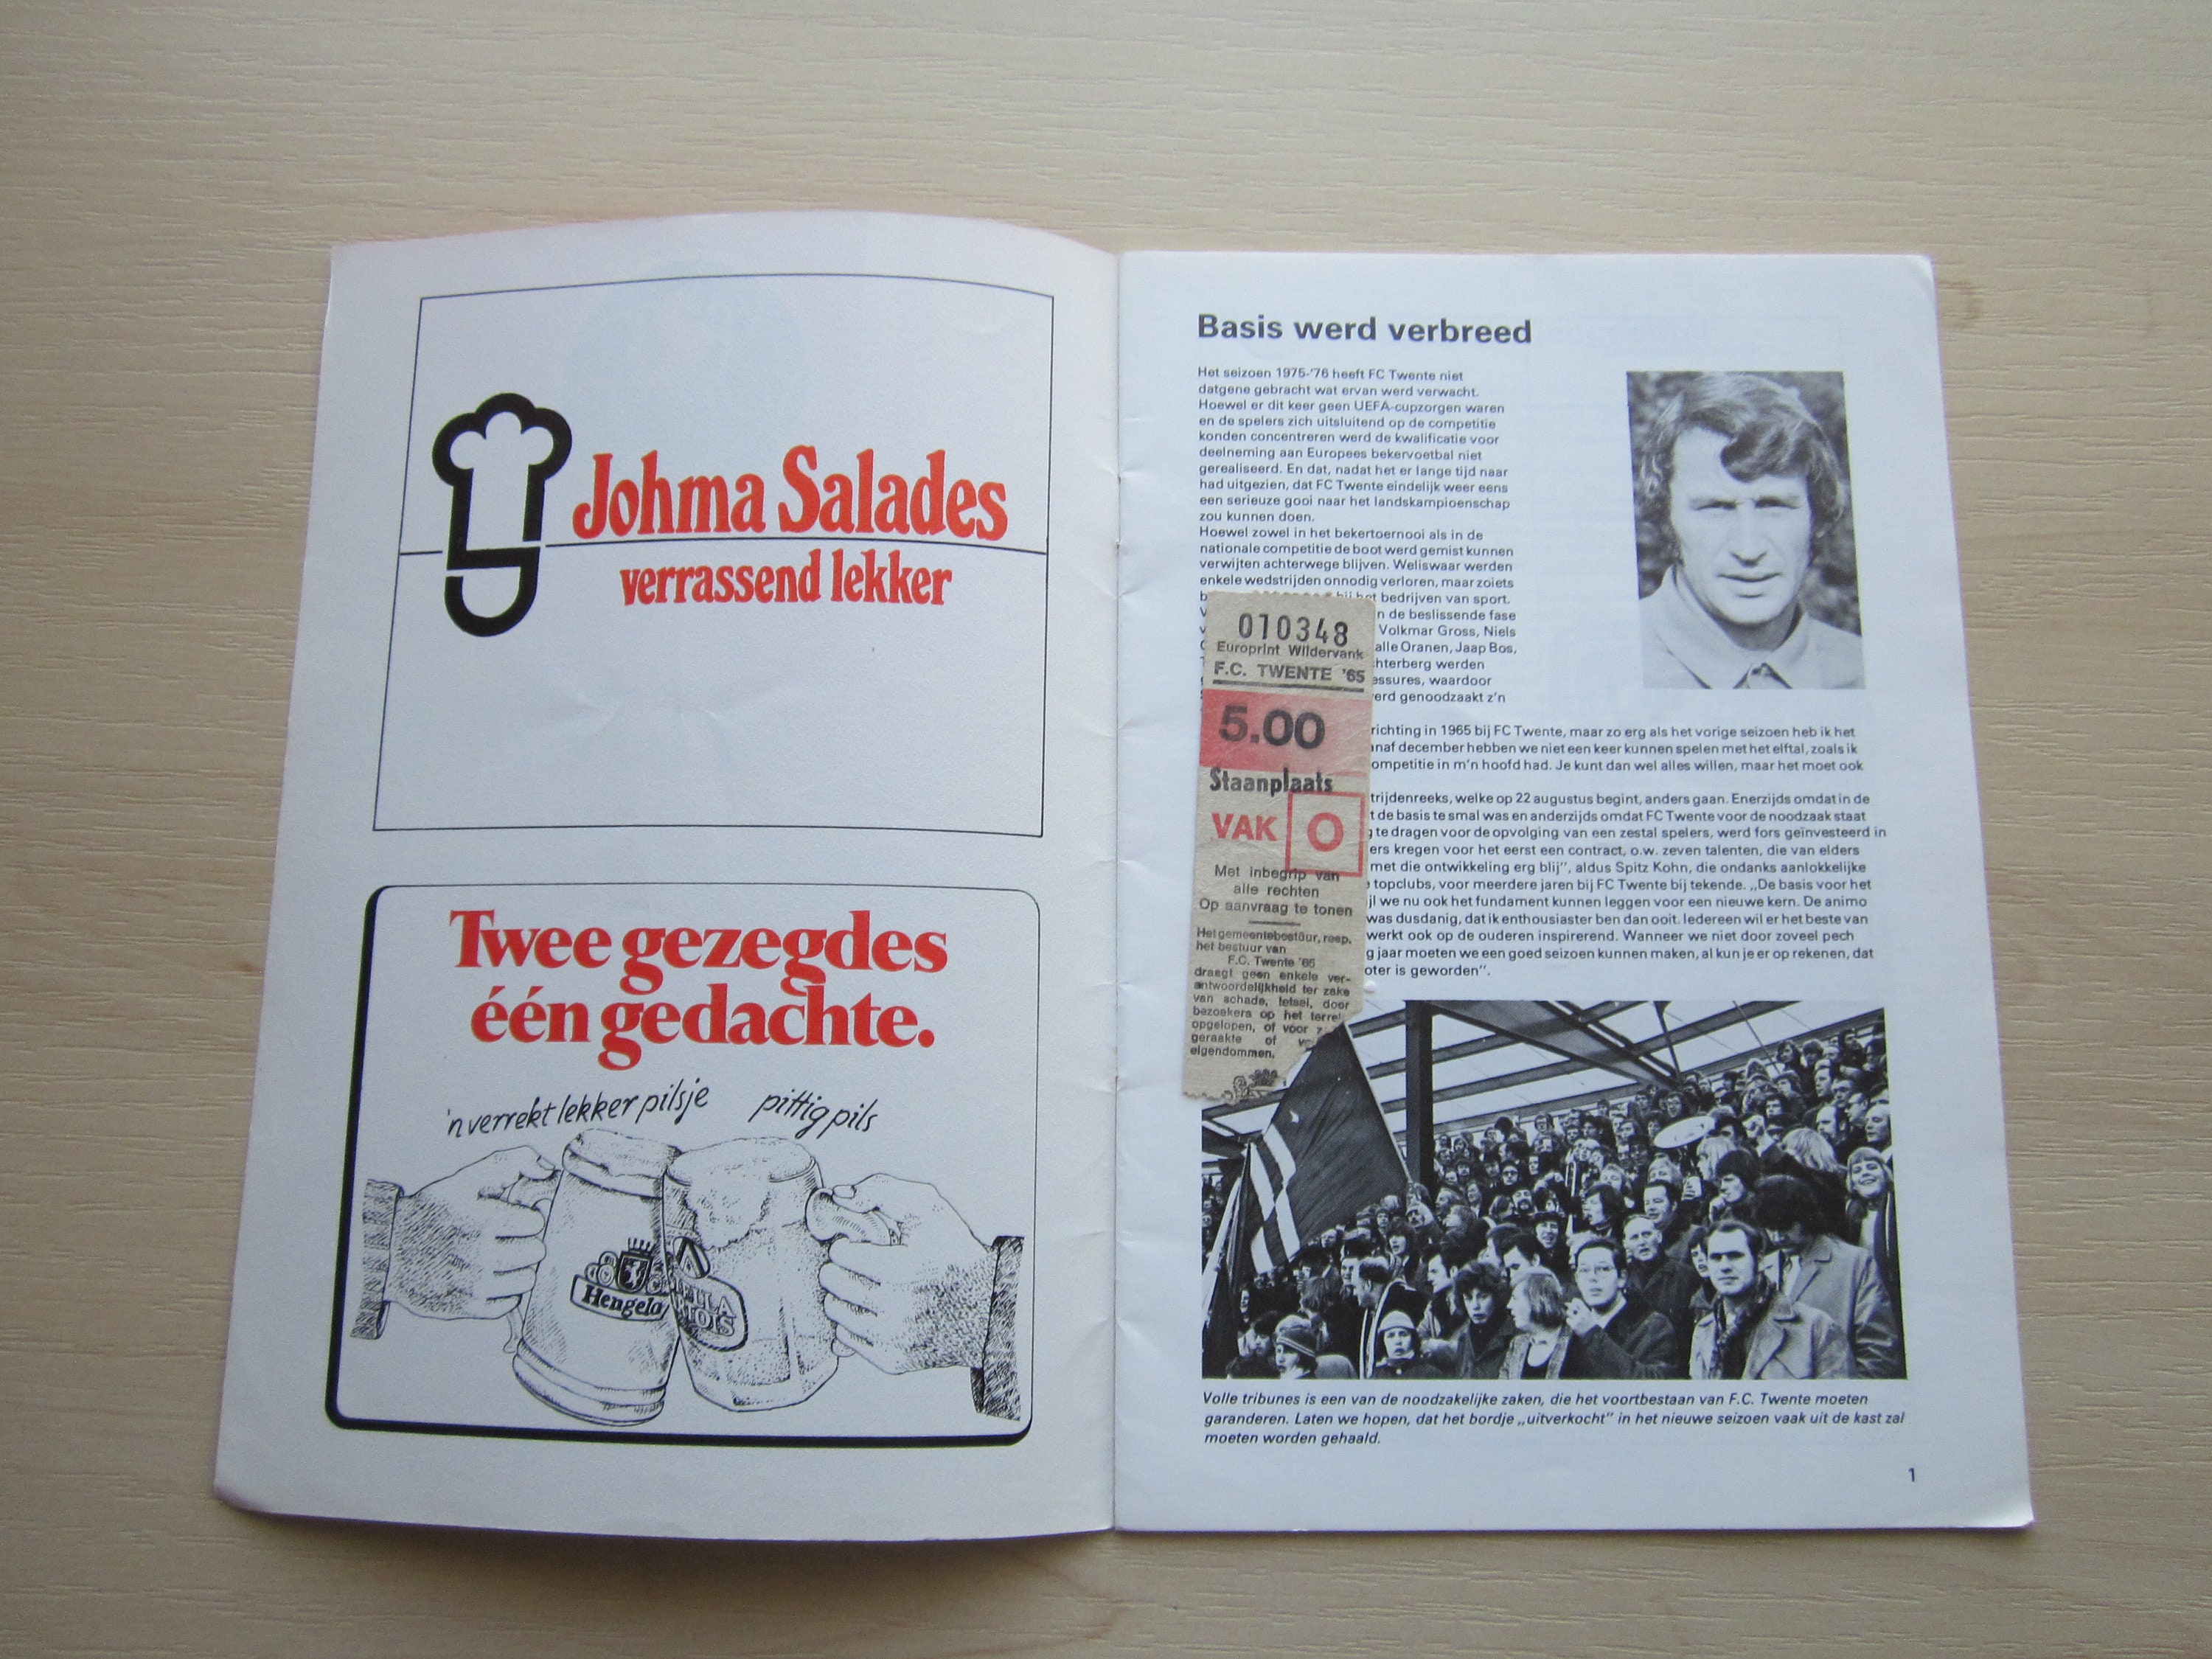 Johma Salades
verrassend lekker
Twee gezegdes
één gedachte.
'n verrekt lekker pilsje
pittig pils
Hengelo
Basis werd verbreed
Het seizoen 1975-'76 heeft FC Twente niet
datgene gebracht wat ervan werd verwacht.
Hoewel er dit keer geen UEFA-cupzorgen waren
en de spelers zich uitsluitend op de competitie
konden concentreren werd de kwalificatie voor
deelneming aan Europees bekervoetbal niet
gerealiseerd. En dat, nadat het er lange tijd naar
had uitgezien, dat FC Twente eindelijk weer eens
een serieuze gooi naar het landskampioenschap
zou kunnen doen.
Hoewel zowel in het bekertoernooi als in de
nationale competitie de boot werd gemist kunnen
verwijten achterwege blijven. Weliswaar werden
enkele wedstrijden onnodig verloren, maar zoiets
bedrijven van sport.
de beslissende fase
Volkmar Gross, Niels
Oranen, Jaap Bos,
werden
waardoor
genoodzaakt z'n
in 1965 bij FC Twente, maar zo erg als het vorige seizoen heb ik het
december hebben we niet een keer kunnen spelen met het elftal, zoals ik
in m'n hoofd had. Je kunt dan wel alles willen, maar het moet ook
welke op 22 augustus begint, anders gaan. Enerzijds omdat in de
de basis te smal was en anderzijds omdat FC Twente voor de noodzaak staat
te dragen voor de opvolging van een zestal spelers, werd fors geïnvesteerd in
kregen voor het eerst een contract, o.w. zeven talenten, die van elders
met die ontwikkeling erg blij", aldus Spitz Kohn, die ondanks aanlokkelijke
topclubs, voor meerdere jaren bij FC Twente bij tekende. „De basis voor het
we nu ook het fundament kunnen leggen voor een nieuwe kern. De animo
was dusdanig, dat ik enthousiaster ben dan ooit. Iedereen wil er het beste van
werkt ook op de ouderen inspirerend. Wanneer we niet door zoveel pech
jaar moeten we een goed seizoen kunnen maken, al kun je er op rekenen, dat
is geworden".
010348
Europrint Wildervank
F.C. TWENTE '65
5.00
Staanplaats
VAK O
Met inbegrip van
alle rechten
Op aanvraag te tonen
Het gemeentebestuur, resp.
het bestuur van
F.C. Twente '65
draagt geen enkele ver-
antwoordelijkheid ter zake
van schade, letsel, door
bezoekers op het
opgelopen, of voor
geraakte of
eigendommen.
Volle tribunes is een van de noodzakelijke zaken, die het voortbestaan van F.C. Twente moeten
garanderen. Laten we hopen, dat het bordje „uitverkocht" in het nieuwe seizoen vaak uit de kast zal
moeten worden gehaald.
1